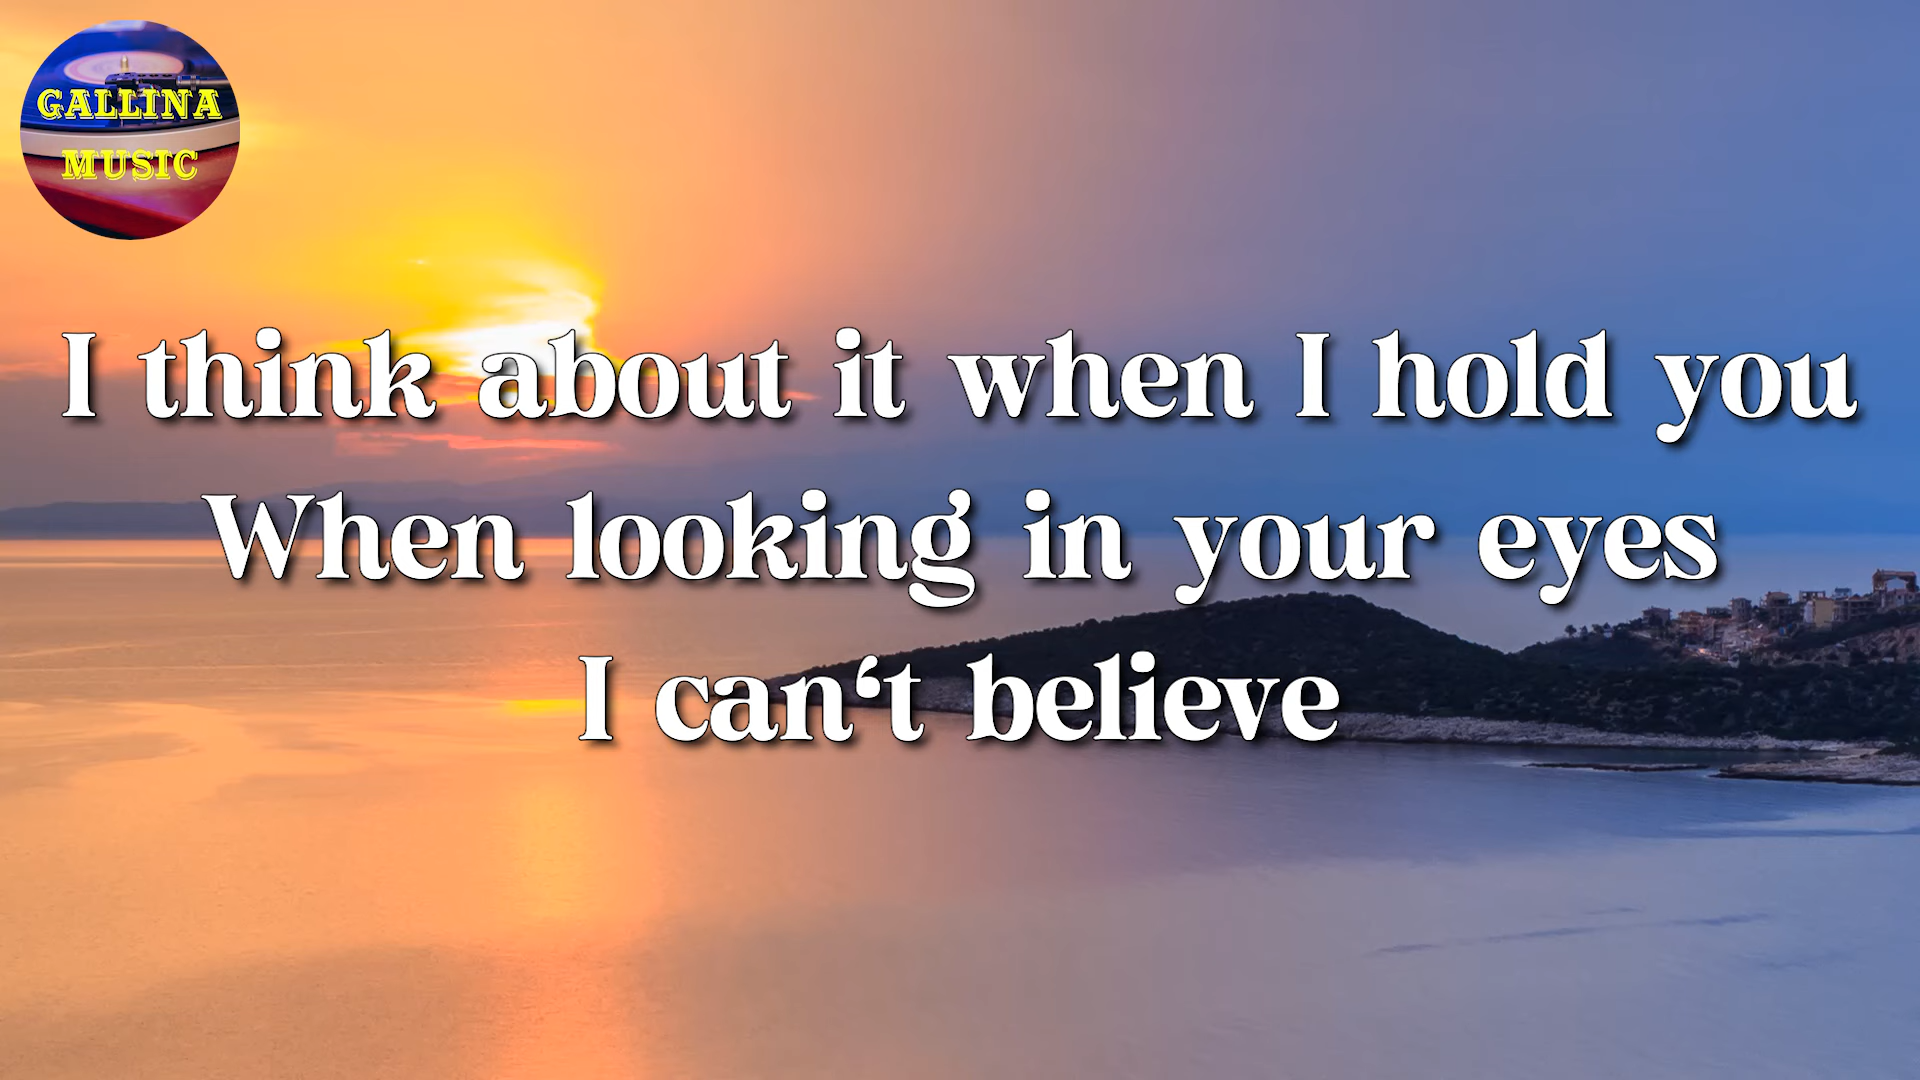 GALLINA
MUSIC
I think about it when I hold you
When looking in your eyes
I can‘t believe